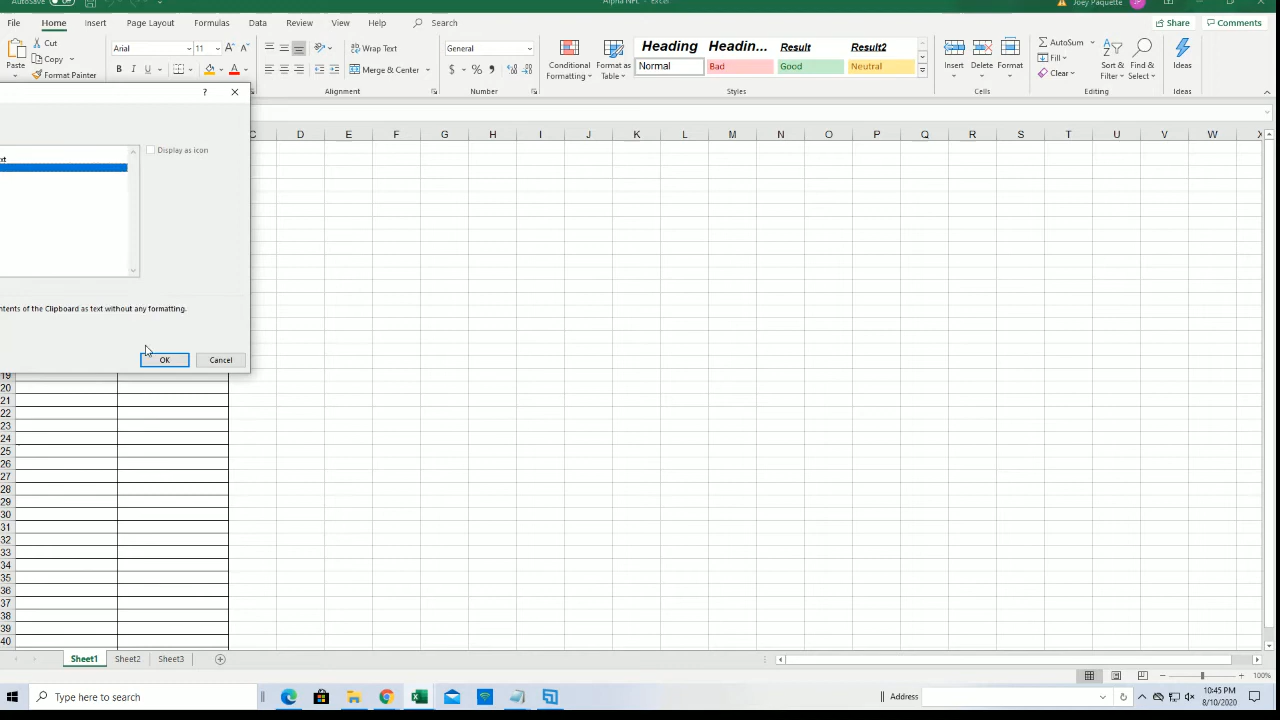 AutoSave
Alpha NFL - Excel
Joey Paquette JP
File Home Insert Page Layout Formulas Data Review View Help Search
Share Comments
Cut
Copy
Format Painter
Paste
Arial 11
B I U
Wrap Text
Merge & Center
Alignment
General
$ % 9
Number
Conditional Formatting
Format as Table
Heading Headin... Result Result2
Normal Bad Good Neutral
Styles
Insert Delete Format
Cells
AutoSum
Fill
Clear
Sort & Filter
Find & Select
Editing
Ideas
Ideas
? ×
C D E F G H I J K L M N O P Q R S T U V W X
xt
Display as icon
ntents of the Clipboard as text without any formatting.
OK Cancel
19
20
21
22
23
24
25
26
27
28
29
30
31
32
33
34
35
36
37
38
39
40
Sheet1 Sheet2 Sheet3
100%
Type here to search
Address
10:45 PM
8/10/2020